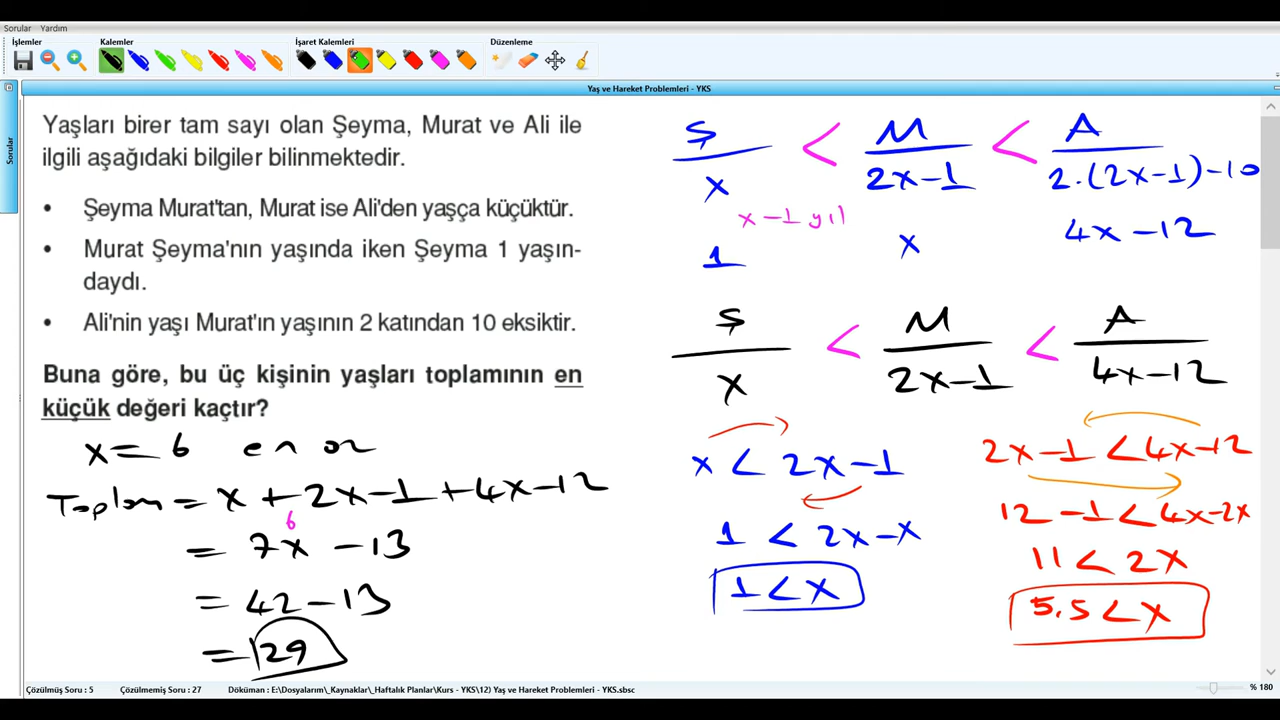 Sorular Yardım
İşlemler Kalemler İşaret Kalemleri Düzenleme
Yaş ve Hareket Problemleri - YKS
Sorular
Yaşları birer tam sayı olan Şeyma, Murat ve Ali ile
ilgili aşağıdaki bilgiler bilinmektedir.
• Şeyma Murat'tan, Murat ise Ali'den yaşça küçüktür.
• Murat Şeyma'nın yaşında iken Şeyma 1 yaşın-
daydı.
• Ali'nin yaşı Murat'ın yaşının 2 katından 10 eksiktir.
Buna göre, bu üç kişinin yaşları toplamının en
küçük değeri kaçtır?
x = 6 en az
Toplam = x + 2x - 1 + 4x - 12
6
= 7x - 13
= 42 - 13
= 29
Ş < M < A
x 2x-1 2.(2x-1)-10
x-1 yıl
1 x 4x-12
Ş < M < A
x 2x-1 4x-12
x < 2x-1
1 < 2x-x
1 < x
2x-1 < 4x-12
12-1 < 4x-2x
11 < 2x
5.5 < x
Çözülmüş Soru : 5 Çözülmemiş Soru : 27 Döküman : E:\Dosyalarım\_Kaynaklar\_Haftalık Planlar\Kurs - YKS\12) Yaş ve Hareket Problemleri - YKS.sbsc % 180